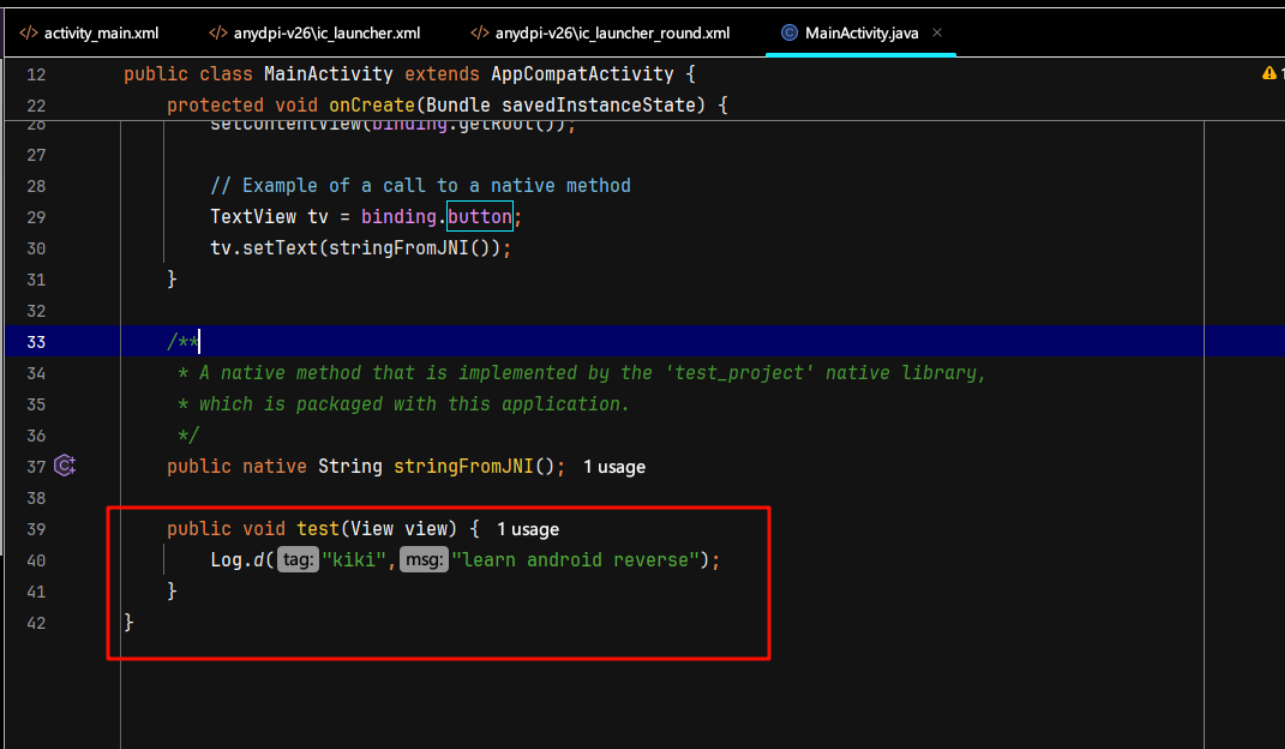 activity_main.xml anydpi-v26\ic_launcher.xml anydpi-v26\ic_launcher_round.xml MainActivity.java
12 public class MainActivity extends AppCompatActivity { 1
22 protected void onCreate(Bundle savedInstanceState) {
26 setContentView(binding.getRoot());
27
28 // Example of a call to a native method
29 TextView tv = binding.button;
30 tv.setText(stringFromJNI());
31 }
32
33 /**
34 * A native method that is implemented by the 'test_project' native library,
35 * which is packaged with this application.
36 */
37 public native String stringFromJNI(); 1 usage
38
39 public void test(View view) { 1 usage
40 Log.d( tag: "kiki", msg: "learn android reverse");
41 }
42 }